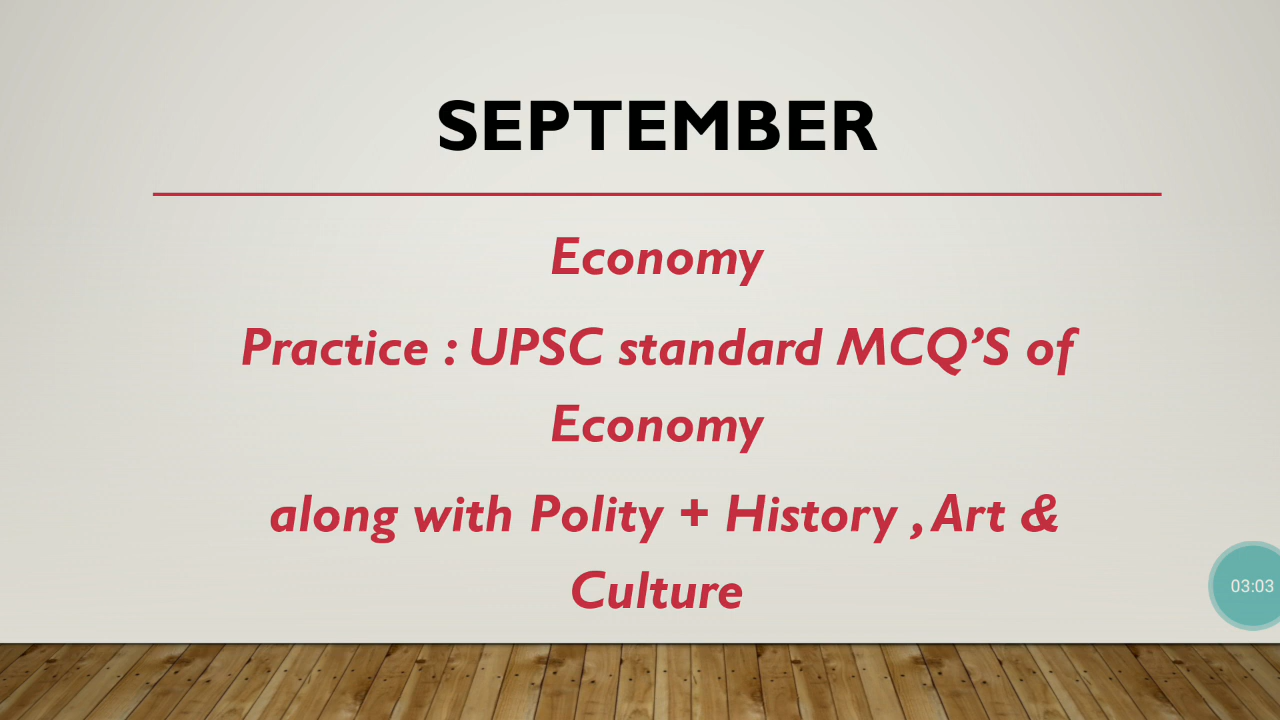 SEPTEMBER
Economy
Practice : UPSC standard MCQ’S of
Economy
along with Polity + History , Art &
Culture
03:03